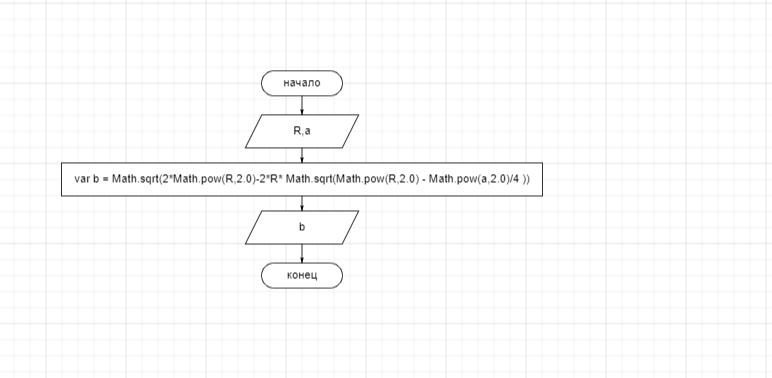 начало
R,a
var b = Math.sqrt(2*Math.pow(R,2.0)-2*R* Math.sqrt(Math.pow(R,2.0) - Math.pow(a,2.0)/4 ))
b
конец